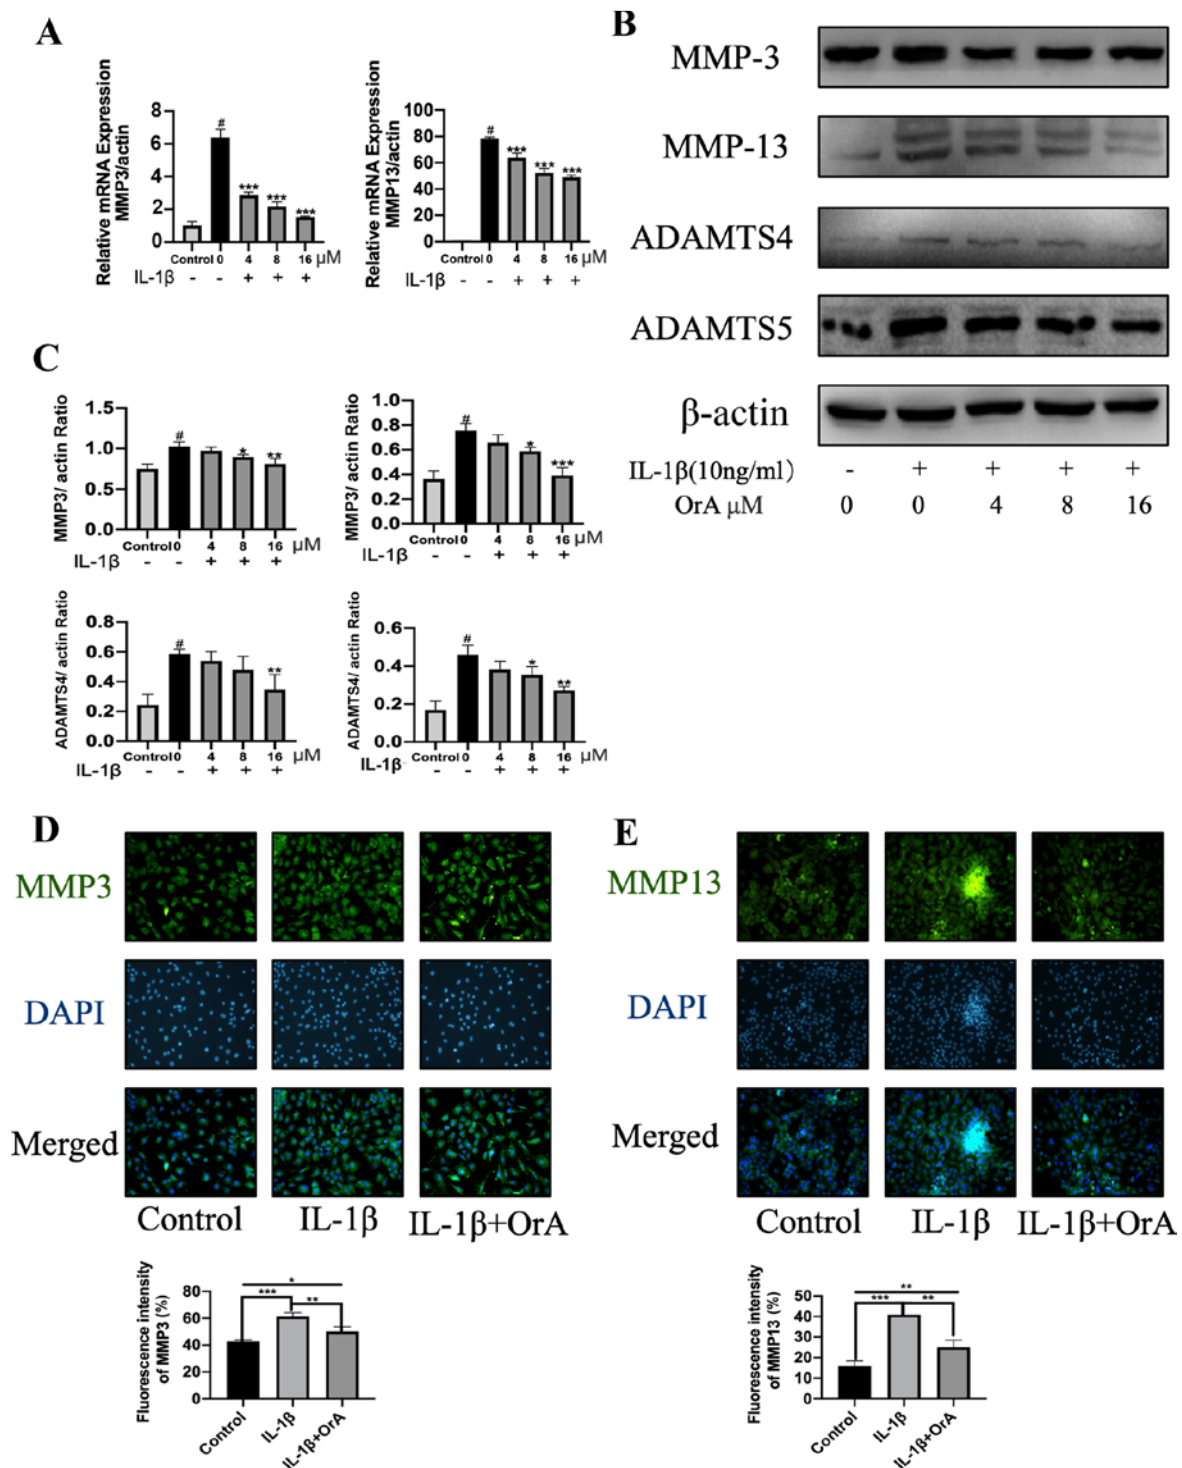 A
Relative mRNA Expression
MMP3/actin
8
6
4
2
0
#
***
***
***
Control 0 4 8 16 μM
IL-1β - - + + +
Relative mRNA Expression
MMP13/actin
100
80
60
40
20
0
#
***
***
***
Control 0 4 8 16 μM
IL-1β - - + + +
B
MMP-3
MMP-13
ADAMTS4
ADAMTS5
β-actin
IL-1β(10ng/ml) - + + + +
OrA μM 0 0 4 8 16
C
MMP3/ actin Ratio
1.5
1.0
0.5
0.0
#
*
**
Control 0 4 8 16 μM
IL-1β - - + + +
MMP3/ actin Ratio
1.0
0.8
0.6
0.4
0.2
0.0
#
*
***
Control 0 4 8 16 μM
IL-1β - - + + +
ADAMTS4/ actin Ratio
0.8
0.6
0.4
0.2
0.0
#
**
Control 0 4 8 16 μM
IL-1β - - + + +
ADAMTS4/ actin Ratio
0.6
0.4
0.2
0.0
#
*
**
Control 0 4 8 16 μM
IL-1β - - + + +
D
MMP3
DAPI
Merged
Control IL-1β IL-1β+OrA
Fluorescence intensity
of MMP3 (%)
80
60
40
20
0
*
***
**
Control
IL-1β
IL-1β+OrA
E
MMP13
DAPI
Merged
Control IL-1β IL-1β+OrA
Fluorescence intensity
of MMP13 (%)
50
40
30
20
10
0
**
***
**
Control
IL-1β
IL-1β+OrA